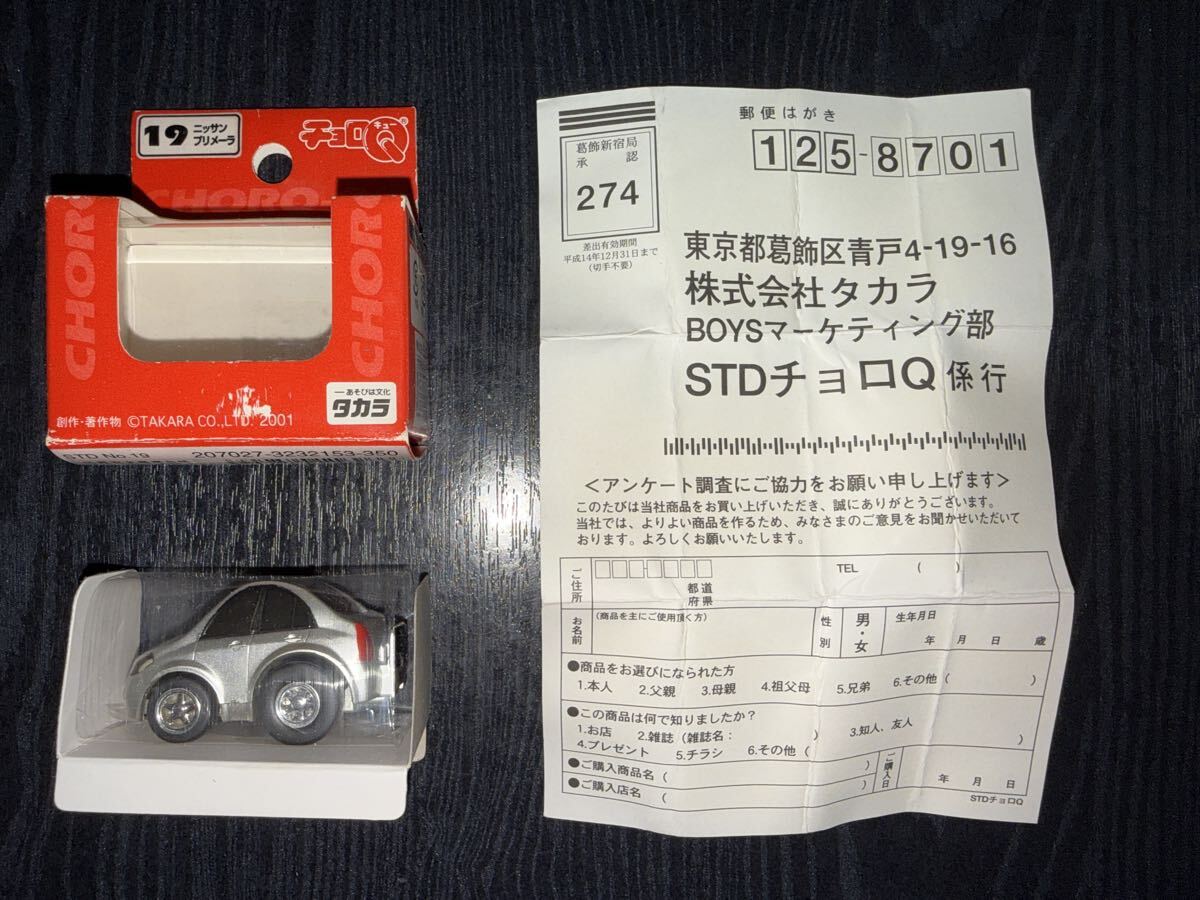 19 ニッサン
プリメーラ
チョロQ
キュー
®
CHORO
CHORO
CHORO
あそびは文化
タカラ
創作・著作物 ©TAKARA CO.,LTD. 2001
STD No.19 207027-3232153-350
郵便はがき
125-8701
葛飾新宿局
承認
274
差出有効期間
平成14年12月31日まで
(切手不要)
東京都葛飾区青戸4-19-16
株式会社タカラ
BOYSマーケティング部
STDチョロQ 係行
<アンケート調査にご協力をお願い申し上げます>
このたびは当社商品をお買い上げいただき、誠にありがとうございます。
当社では、よりよい商品を作るため、みなさまのご意見をお聞かせいただいて
おります。よろしくお願いいたします。
ご住所 都道府県 TEL ( )
お名前 (商品を主にご使用頂く方) 性別 男・女 生年月日 年 月 日 歳
●商品をお選びになられた方
1.本人 2.父親 3.母親 4.祖父母 5.兄弟 6.その他 ( )
●この商品は何で知りましたか?
1.お店 2.雑誌 (雑誌名: ) 3.知人、友人
4.プレゼント 5.チラシ 6.その他 ( )
●ご購入商品名 ( ) ご購入日 年 月 日
●ご購入店名 ( )
STDチョロQ